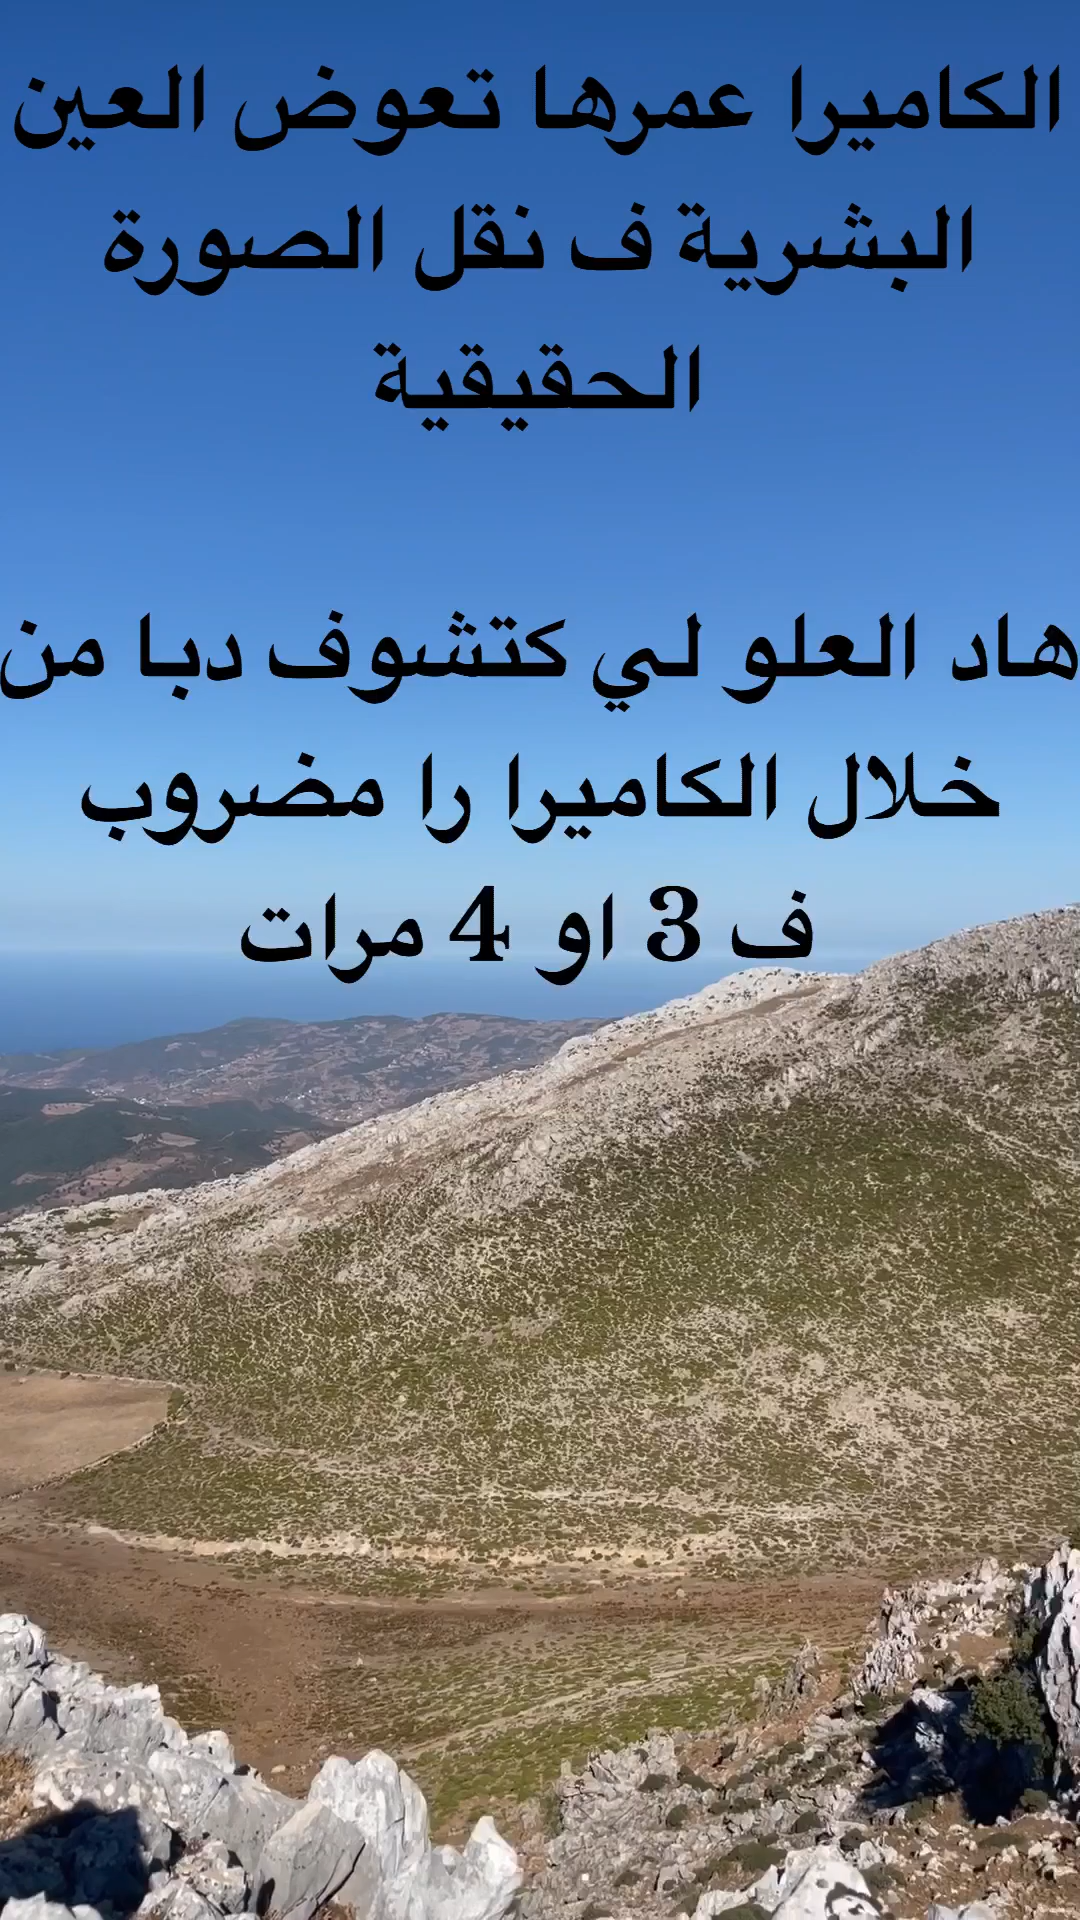 الكاميرا عمرها تعوض العين
البشرية ف نقل الصورة
الحقيقية
هاد العلو لي كتشوف دبا من
خلال الكاميرا را مضروب
ف 3 او 4 مرات